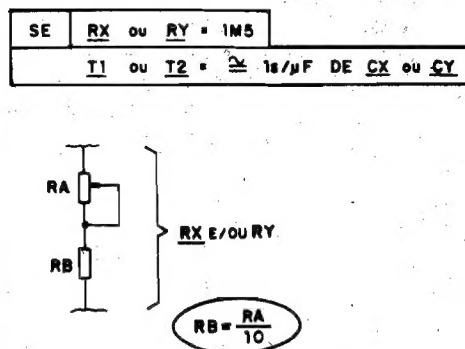 SE RX ou RY = 1M5
T1 ou T2 = ≅ 1s/µF DE CX ou CY
RA
RX E/OU RY
RB
RB = RA/10